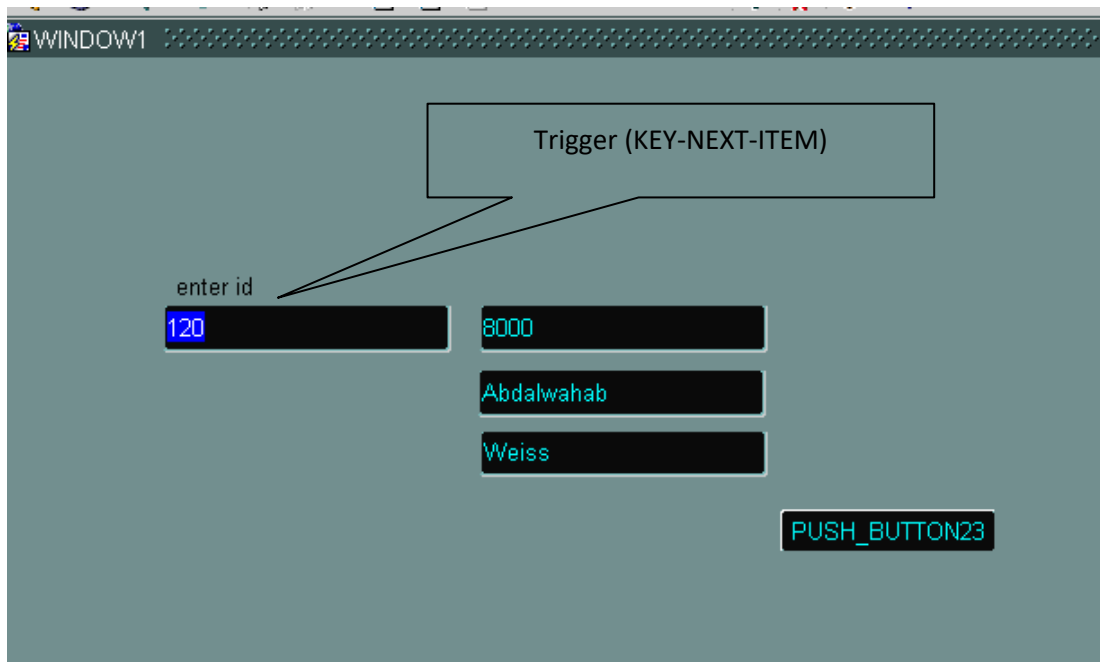 WINDOW1
Trigger (KEY-NEXT-ITEM)
enter id
120
8000
Abdalwahab
Weiss
PUSH_BUTTON23